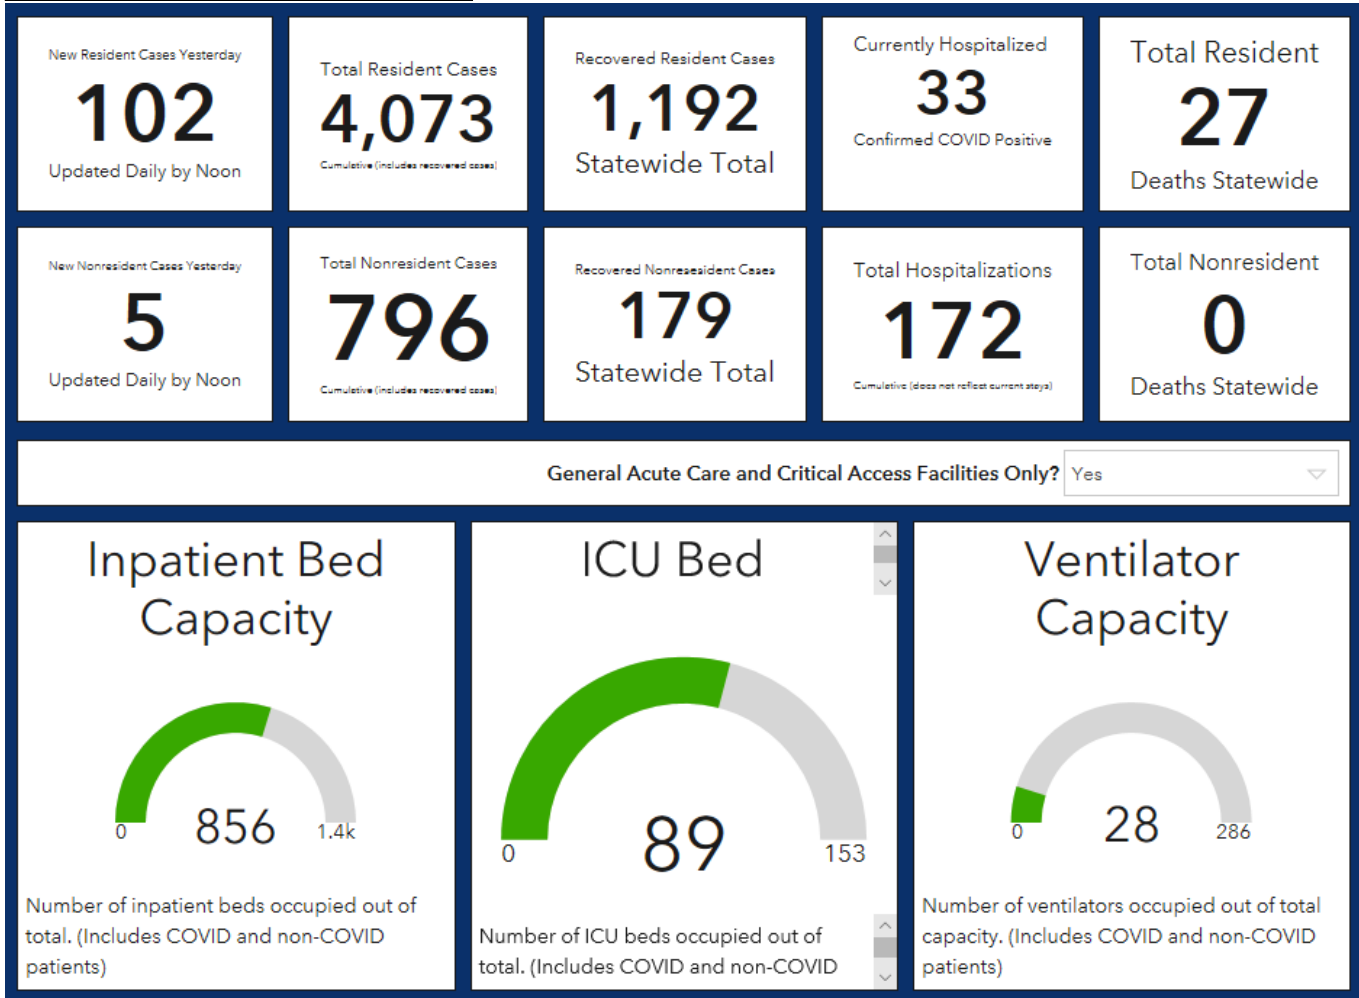 New Resident Cases Yesterday
102
Updated Daily by Noon
Total Resident Cases
4,073
Cumulative (includes recovered cases)
Recovered Resident Cases
1,192
Statewide Total
Currently Hospitalized
33
Confirmed COVID Positive
Total Resident
27
Deaths Statewide
New Nonresident Cases Yesterday
5
Updated Daily by Noon
Total Nonresident Cases
796
Cumulative (includes recovered cases)
Recovered Nonreseaident Cases
179
Statewide Total
Total Hospitalizations
172
Cumulative (does not reflect current stays)
Total Nonresident
0
Deaths Statewide
General Acute Care and Critical Access Facilities Only? Yes
Inpatient Bed
Capacity
856
0
1.4k
Number of inpatient beds occupied out of
total. (Includes COVID and non-COVID
patients)
ICU Bed
89
0
153
Number of ICU beds occupied out of
total. (Includes COVID and non-COVID
Ventilator
Capacity
28
0
286
Number of ventilators occupied out of total
capacity. (Includes COVID and non-COVID
patients)